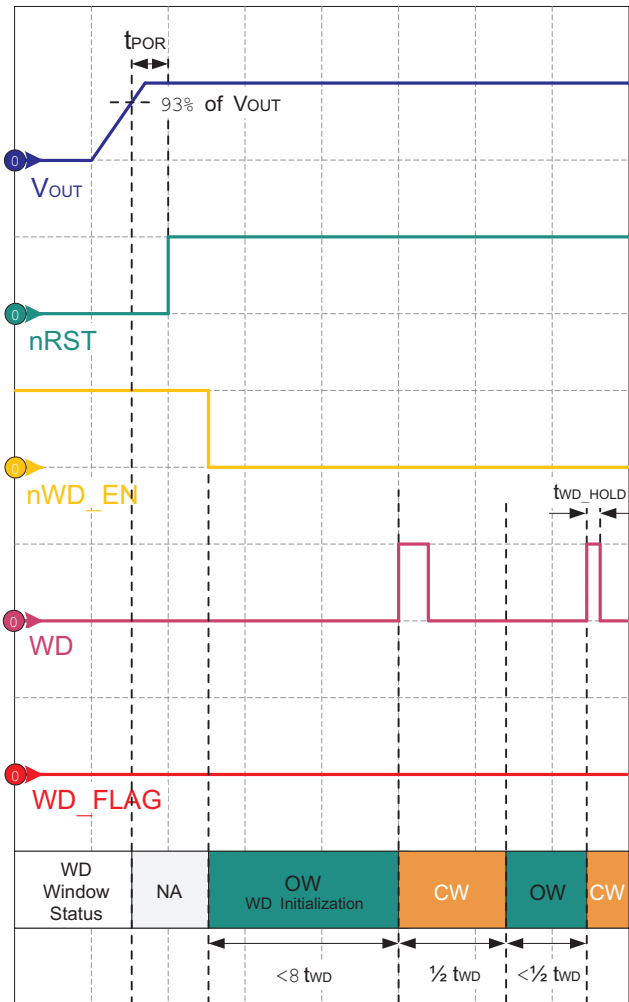 tPOR
93% of VOUT
0
VOUT
0
nRST
0
nWD_EN
tWD_HOLD
0
WD
0
WD_FLAG
WD
Window
Status
NA
OW
WD Initialization
CW
OW
CW
<8 tWD
½ tWD
<½ tWD